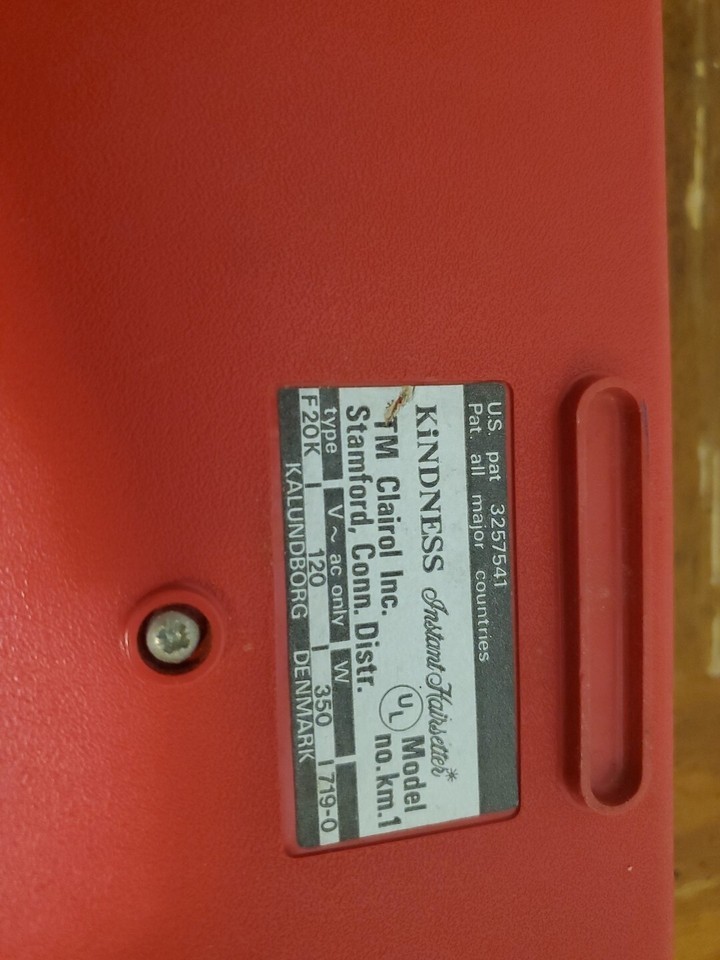 U.S. pat 3257541
Pat. all major countries
KiNDNESS Instant Hairsetter*
TM Clairol Inc.
Stamford, Conn. Distr.
UL
Model
no.km.1
type V~ ac only W
F20K 120 350 719-0
KALUNDBORG DENMARK